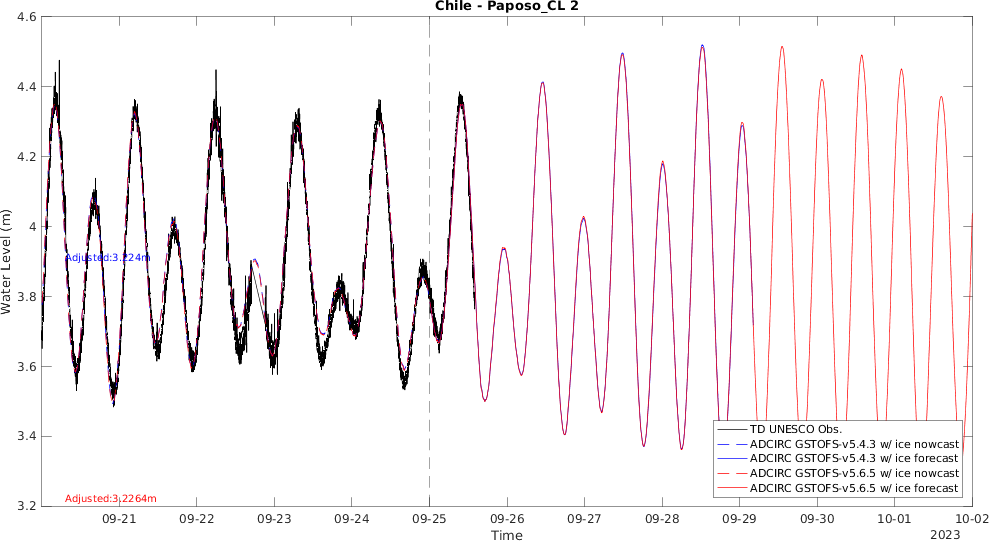 Chile - Paposo_CL 2
4.6
4.4
4.2
4
3.8
3.6
3.4
3.2
Water Level (m)
Adjusted:3.224m
Adjusted:3.2264m
TD UNESCO Obs.
ADCIRC GSTOFS-v5.4.3 w/ ice nowcast
ADCIRC GSTOFS-v5.4.3 w/ ice forecast
ADCIRC GSTOFS-v5.6.5 w/ ice nowcast
ADCIRC GSTOFS-v5.6.5 w/ ice forecast
09-21 09-22 09-23 09-24 09-25 09-26 09-27 09-28 09-29 09-30 10-01 10-02
Time
2023